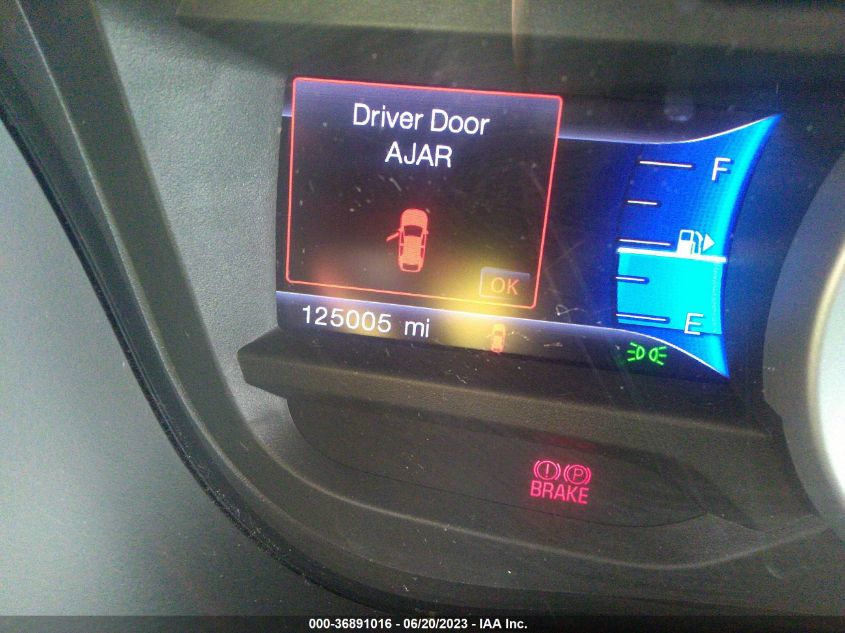 Driver Door
AJAR
F
OK
125005 mi
E
P
BRAKE
000-36891016 - 06/20/2023 - IAA Inc.